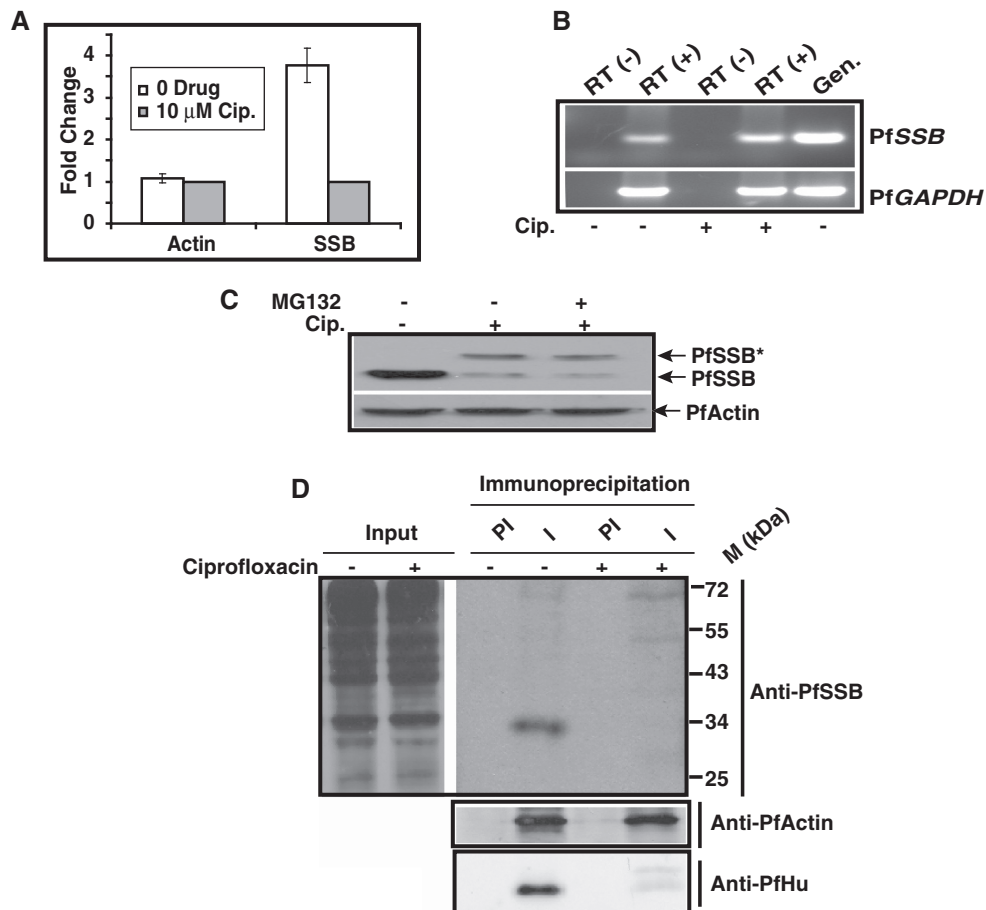 A
Fold Change
4
3
2
1
0
0 Drug
10 μM Cip.
Actin
SSB
B
RT (-)
RT (+)
RT (-)
RT (+)
Gen.
PfSSB
PfGAPDH
Cip. - - + + -
C
MG132 - - +
Cip. - + +
PfSSB*
PfSSB
PfActin
D
Immunoprecipitation
Input
PI I PI I M (kDa)
Ciprofloxacin - + - - + +
72
55
43
34
25
Anti-PfSSB
Anti-PfActin
Anti-PfHu